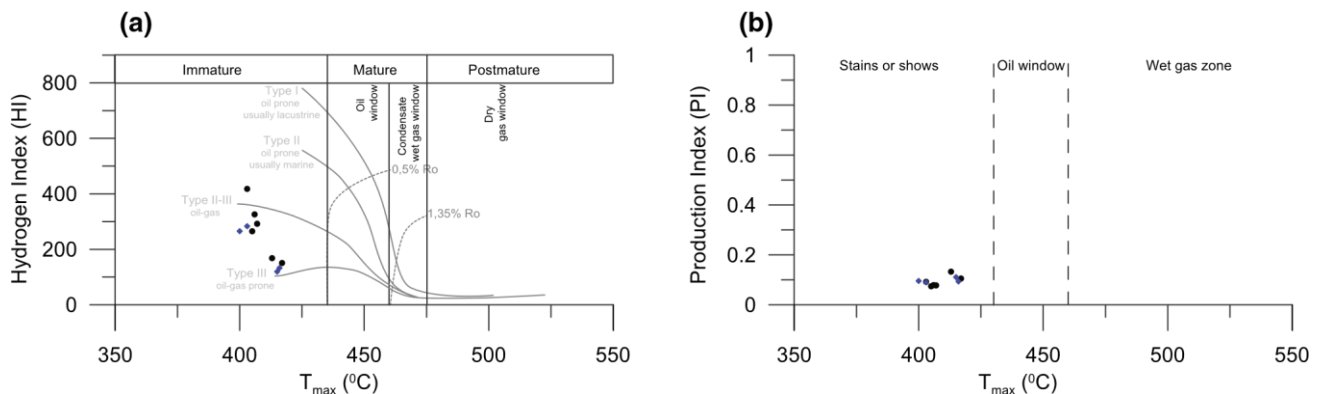 (a)
Immature
Mature
Postmature
800
600
400
200
0
Hydrogen Index (HI)
Type I
oil prone
usually lacustrine
Type II
oil prone
usually marine
Type II-III
oil-gas
Type III
oil-gas prone
Oil
window
Condensate
wet gas window
Dry
gas window
0,5% Ro
1,35% Ro
350
400
450
500
550
Tmax (⁰C)
(b)
1
0.8
0.6
0.4
0.2
0
Production Index (PI)
Stains or shows
Oil window
Wet gas zone
350
400
450
500
550
Tmax (⁰C)